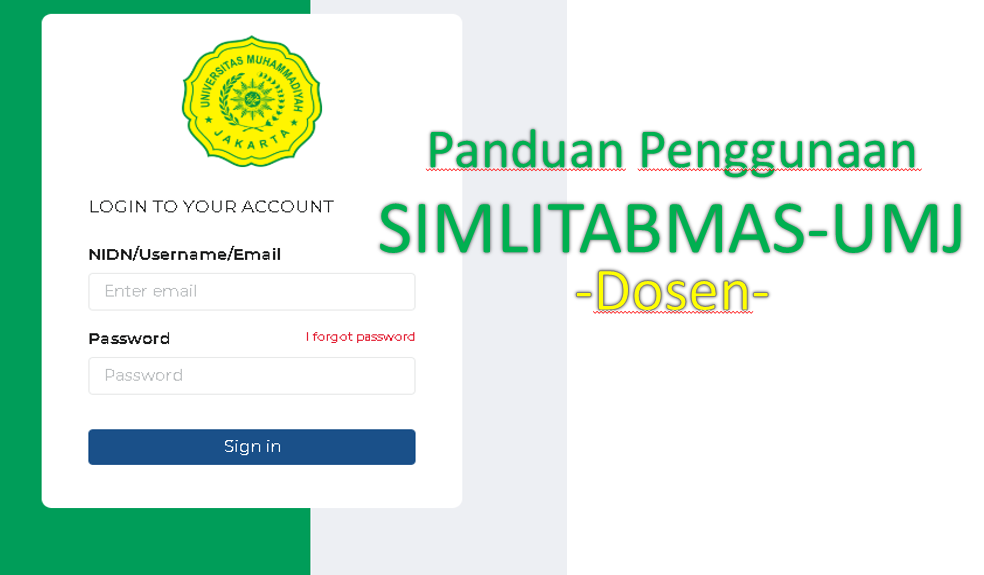 UNIVERSITAS MUHAMMADIYAH
JAKARTA
LOGIN TO YOUR ACCOUNT
NIDN/Username/Email
Enter email
Password
I forgot password
Password
Sign in
Panduan Penggunaan
SIMLITABMAS-UMJ
-Dosen-